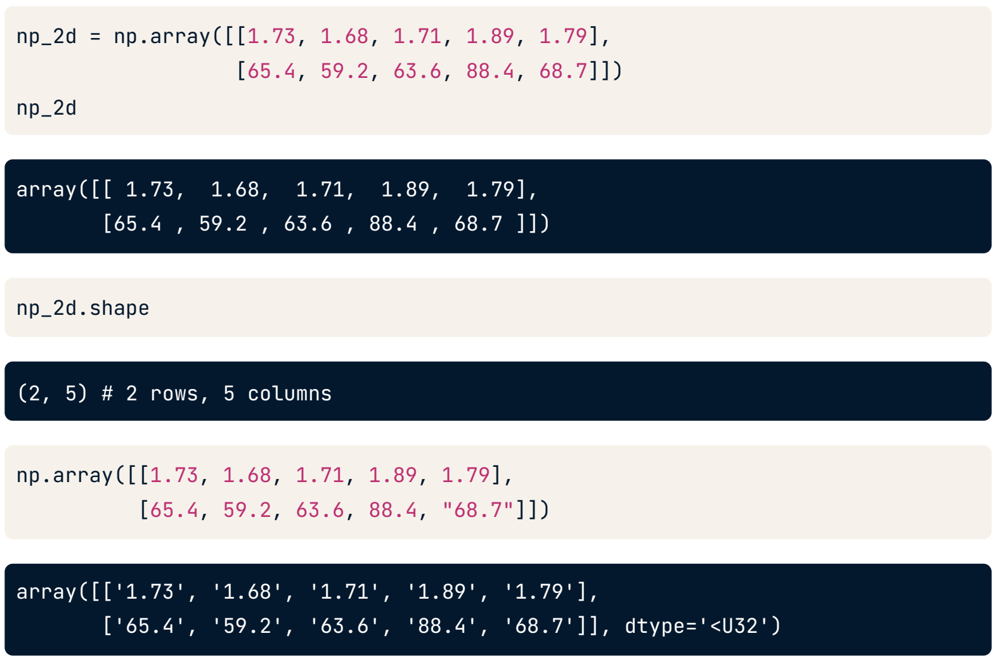 np_2d = np.array([[1.73, 1.68, 1.71, 1.89, 1.79],
                  [65.4, 59.2, 63.6, 88.4, 68.7]])
np_2d
array([[ 1.73,  1.68,  1.71,  1.89,  1.79],
       [65.4 , 59.2 , 63.6 , 88.4 , 68.7 ]])
np_2d.shape
(2, 5) # 2 rows, 5 columns
np.array([[1.73, 1.68, 1.71, 1.89, 1.79],
          [65.4, 59.2, 63.6, 88.4, "68.7"]])
array([['1.73', '1.68', '1.71', '1.89', '1.79'],
       ['65.4', '59.2', '63.6', '88.4', '68.7']], dtype='<U32')